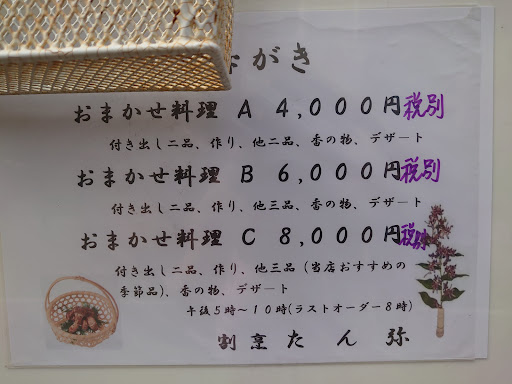 がき
おまかせ料理 A 4,000円税別
付き出し二品、作り、他二品、香の物、デザート
おまかせ料理 B 6,000円税別
付き出し二品、作り、他三品、香の物、デザート
おまかせ料理 C 8,000円税別
付き出し二品、作り、他三品(当店おすすめの
季節品)、香の物、デザート
午後5時~10時(ラストオーダー8時)
割烹たん弥